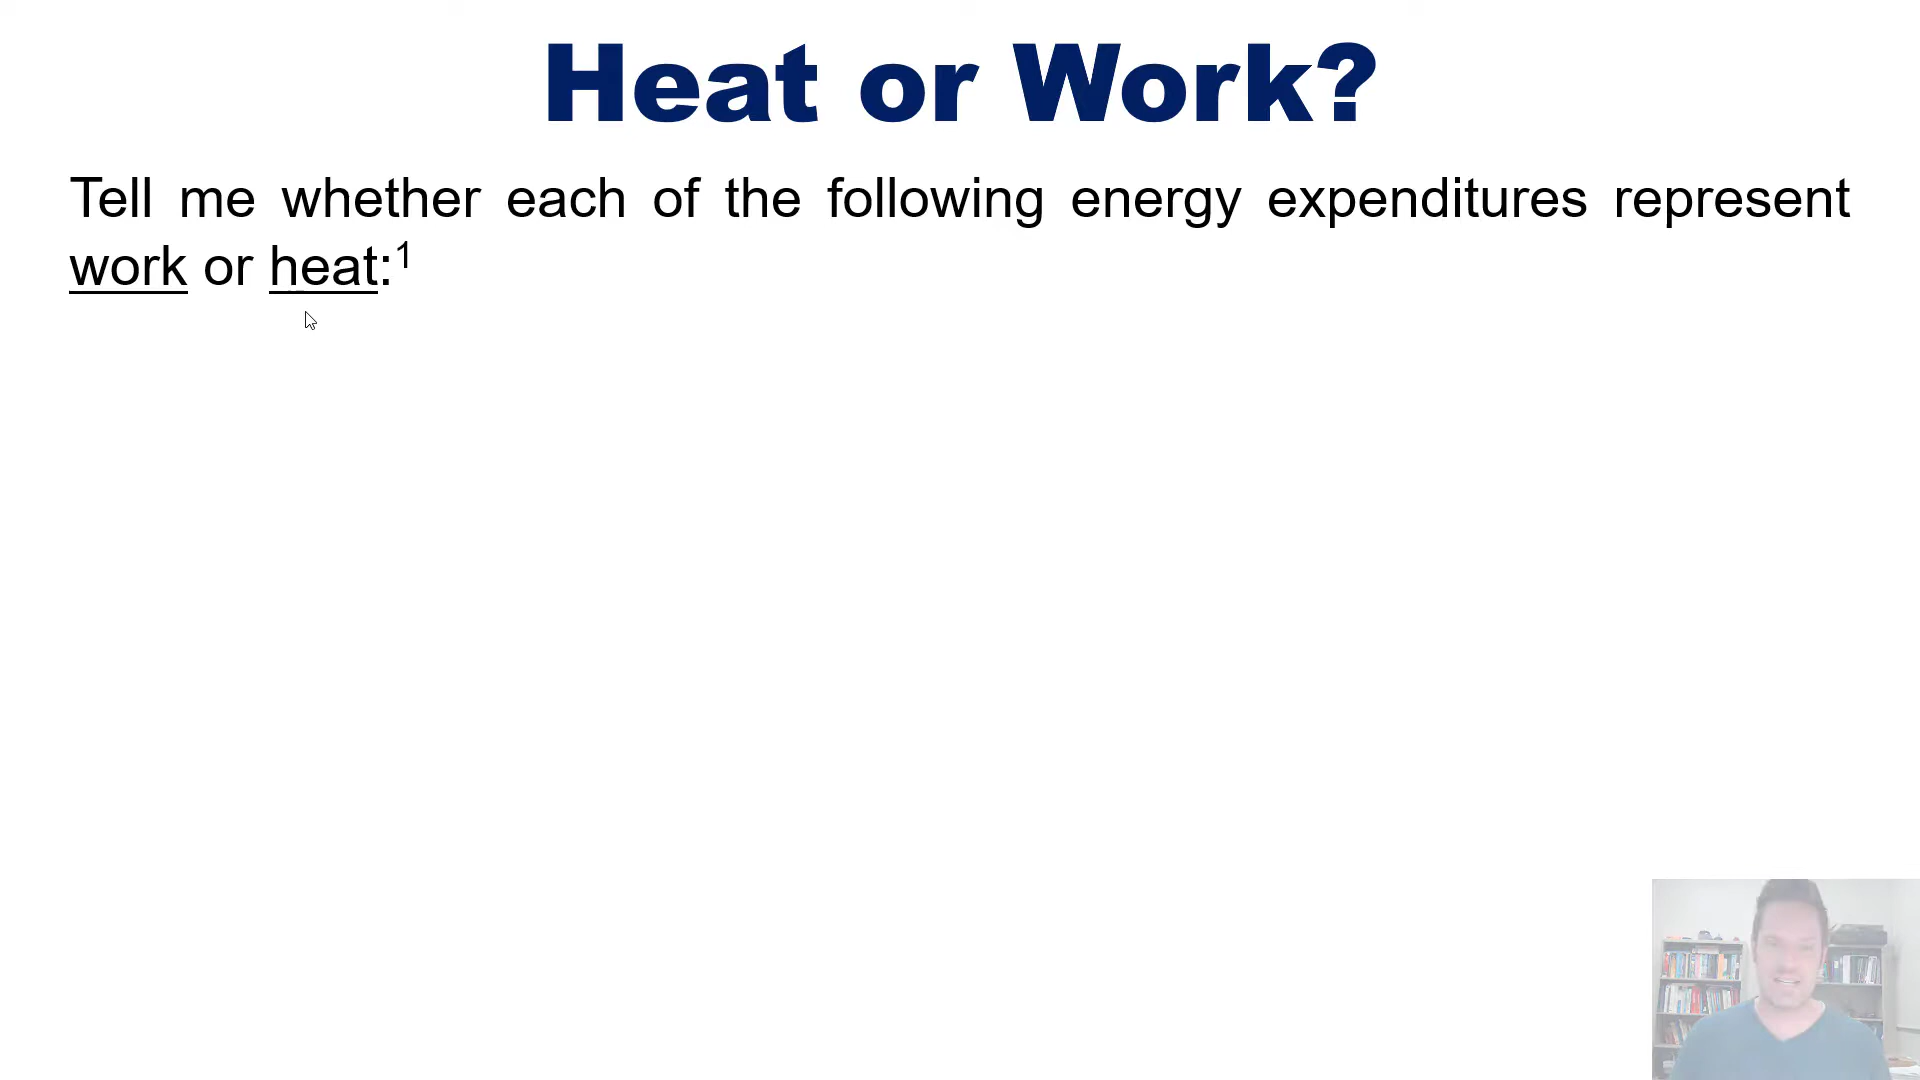 Heat or Work?
Tell me whether each of the following energy expenditures represent
work or heat:¹